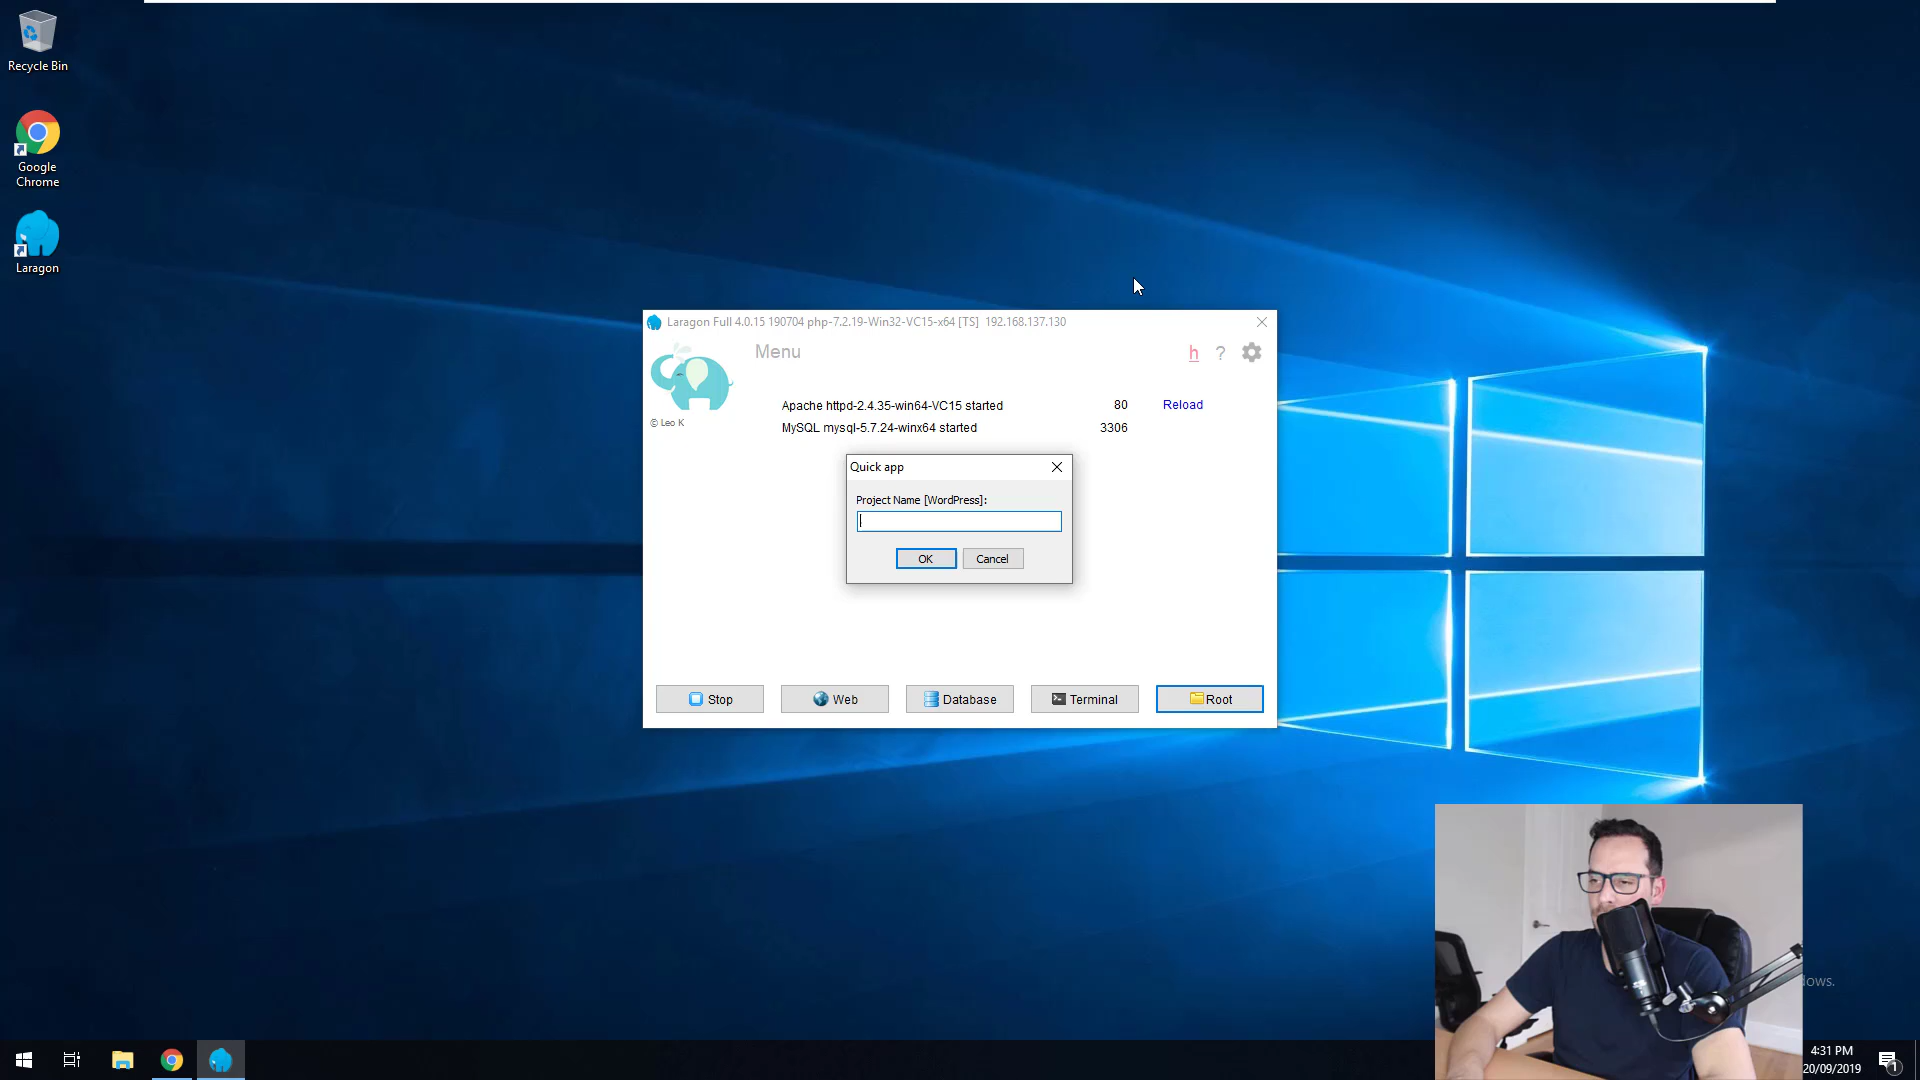 Recycle Bin
Google
Chrome
Laragon
Laragon Full 4.0.15 190704 php-7.2.19-Win32-VC15-x64 [TS]  192.168.137.130
Menu
h ?
© Leo K
Apache httpd-2.4.35-win64-VC15 started 80 Reload
MySQL mysql-5.7.24-winx64 started 3306
Quick app
Project Name [WordPress]:
OK Cancel
Stop Web Database Terminal Root
4:31 PM
20/09/2019
1